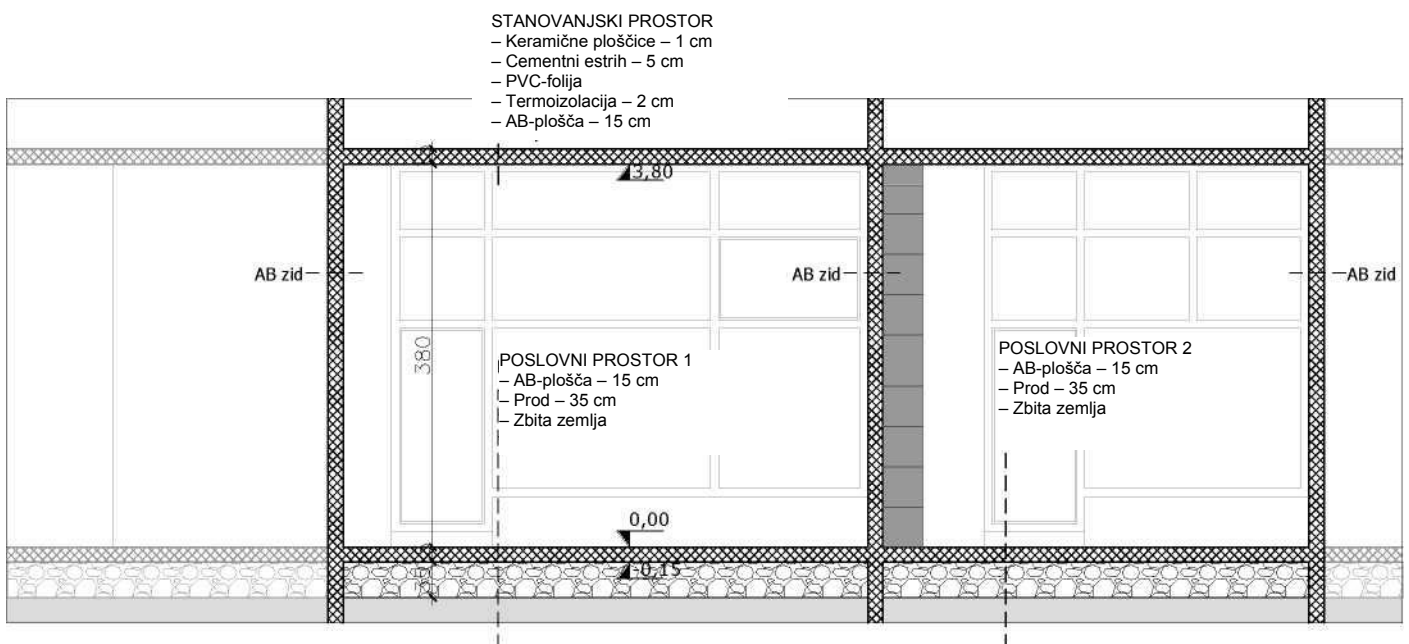 STANOVANJSKI PROSTOR
– Keramične ploščice – 1 cm
– Cementni estrih – 5 cm
– PVC-folija
– Termoizolacija – 2 cm
– AB-plošča – 15 cm
3,80
AB zid
AB zid
AB zid
380
POSLOVNI PROSTOR 1
– AB-plošča – 15 cm
– Prod – 35 cm
– Zbita zemlja
POSLOVNI PROSTOR 2
– AB-plošča – 15 cm
– Prod – 35 cm
– Zbita zemlja
0,00
-0,15